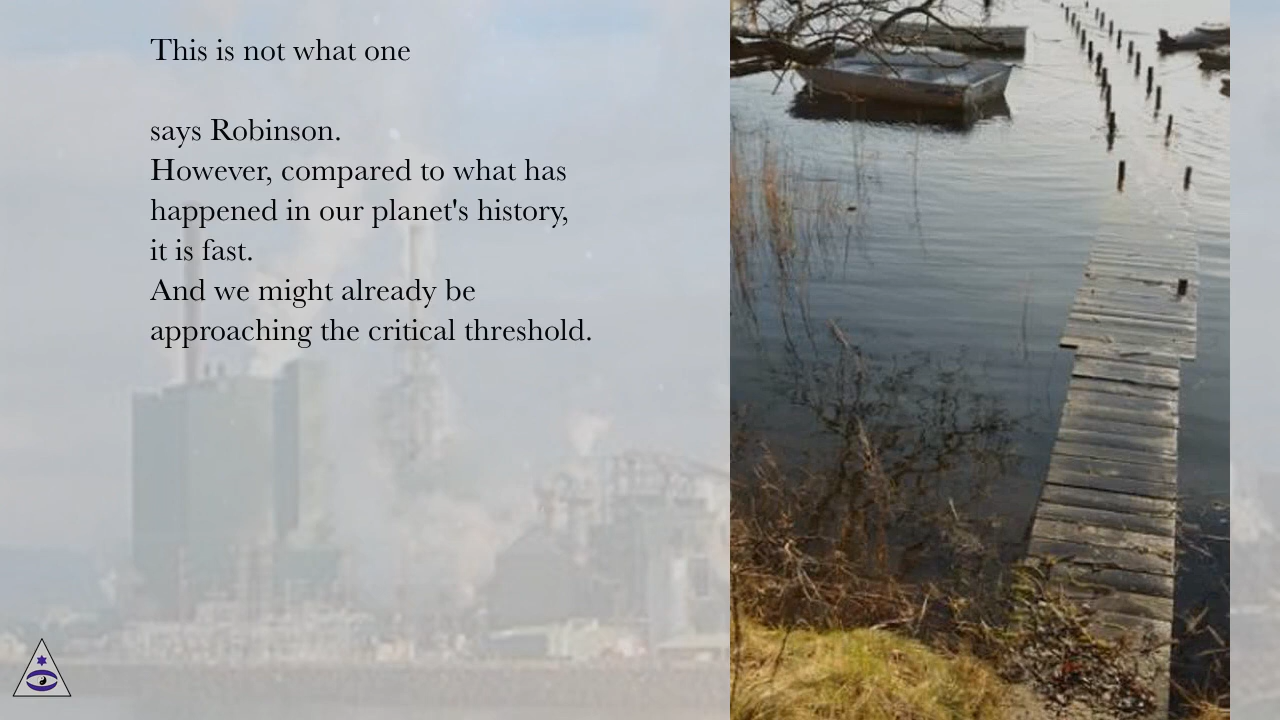 This is not what one
says Robinson.
However, compared to what has
happened in our planet's history,
it is fast.
And we might already be
approaching the critical threshold.